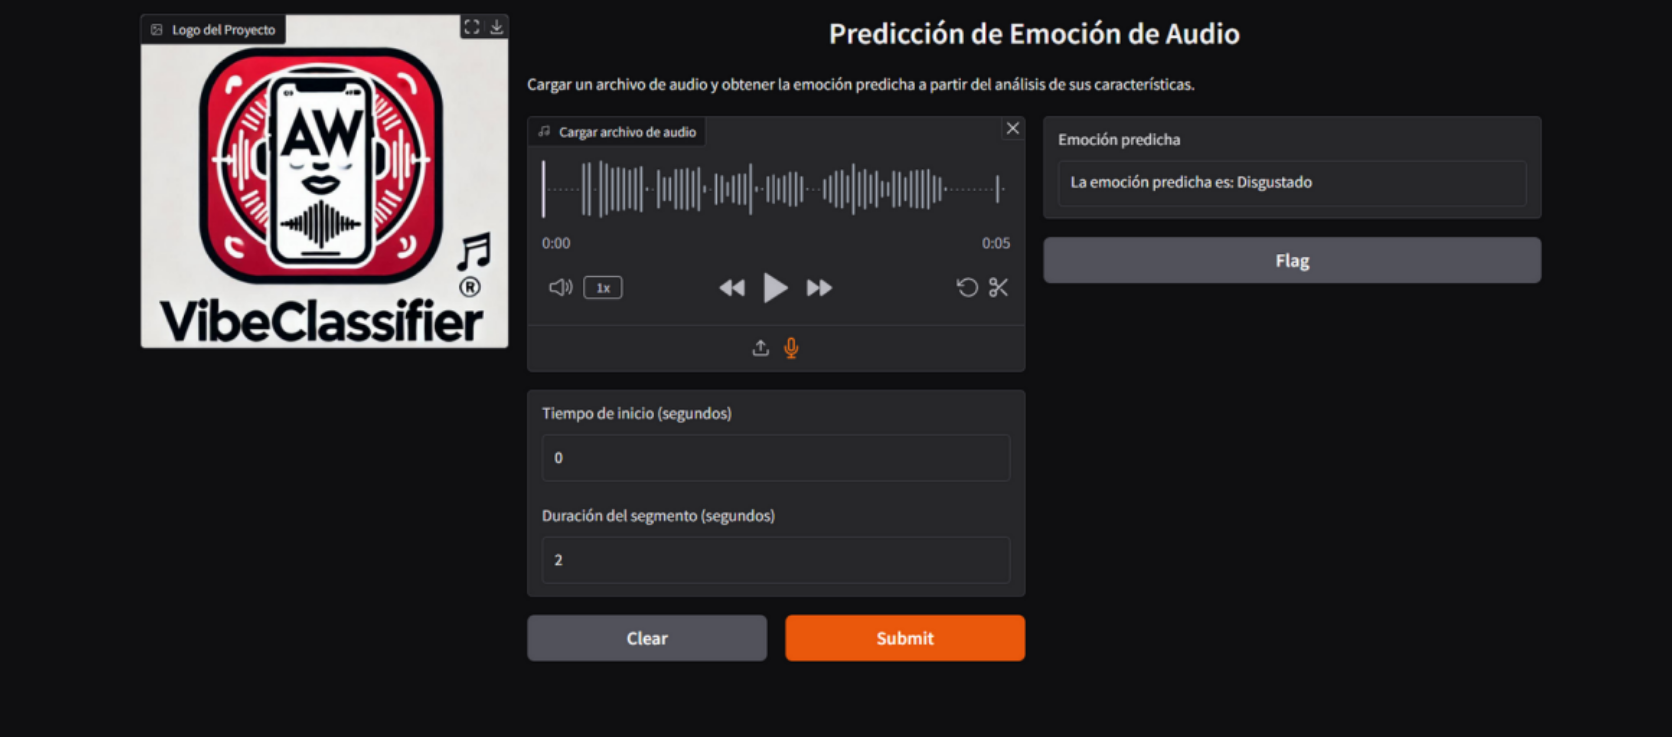 Logo del Proyecto
AW
®
VibeClassifier
Predicción de Emoción de Audio
Cargar un archivo de audio y obtener la emoción predicha a partir del análisis de sus características.
Cargar archivo de audio
0:00
0:05
1x
Tiempo de inicio (segundos)
0
Duración del segmento (segundos)
2
Clear
Submit
Emoción predicha
La emoción predicha es: Disgustado
Flag